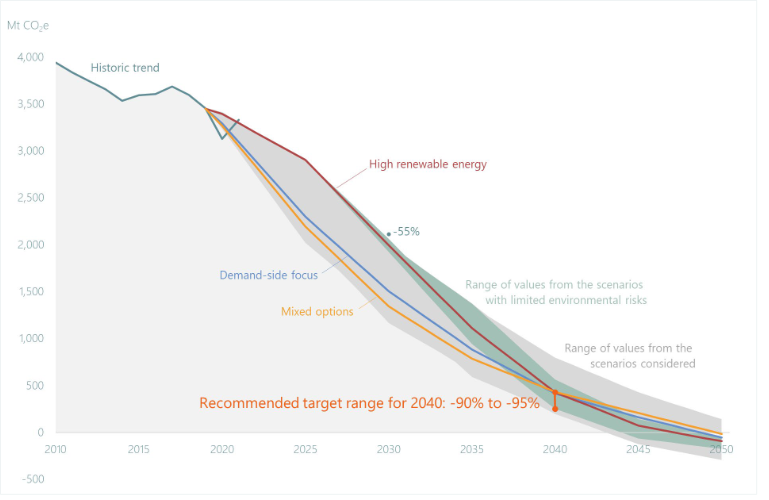 Mt CO₂e
4,000
Historic trend
3,500
3,000
High renewable energy
2,500
-55%
2,000
Demand-side focus
Range of values from the scenarios
with limited environmental risks
1,500
Mixed options
1,000
Range of values from the
scenarios considered
500
Recommended target range for 2040: -90% to -95%
0
2010 2015 2020 2025 2030 2035 2040 2045 2050
-500